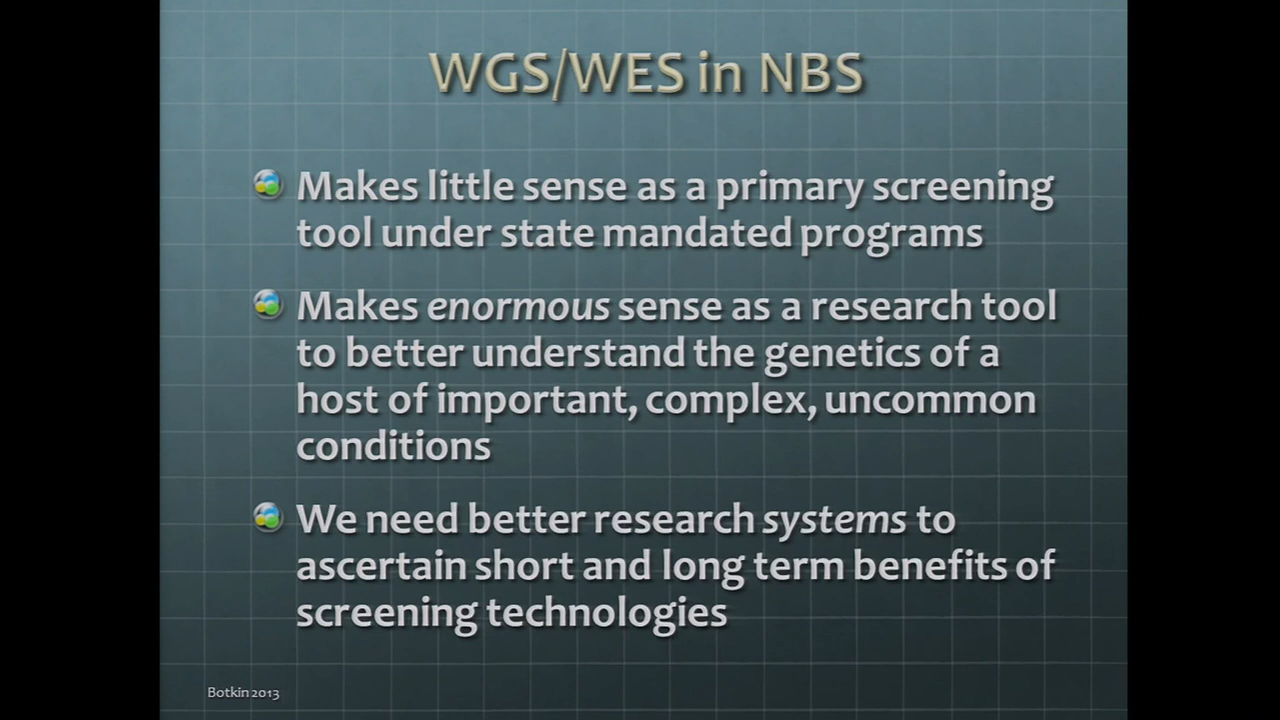 WGS/WES in NBS
Makes little sense as a primary screening
tool under state mandated programs
Makes enormous sense as a research tool
to better understand the genetics of a
host of important, complex, uncommon
conditions
We need better research systems to
ascertain short and long term benefits of
screening technologies
Botkin 2013